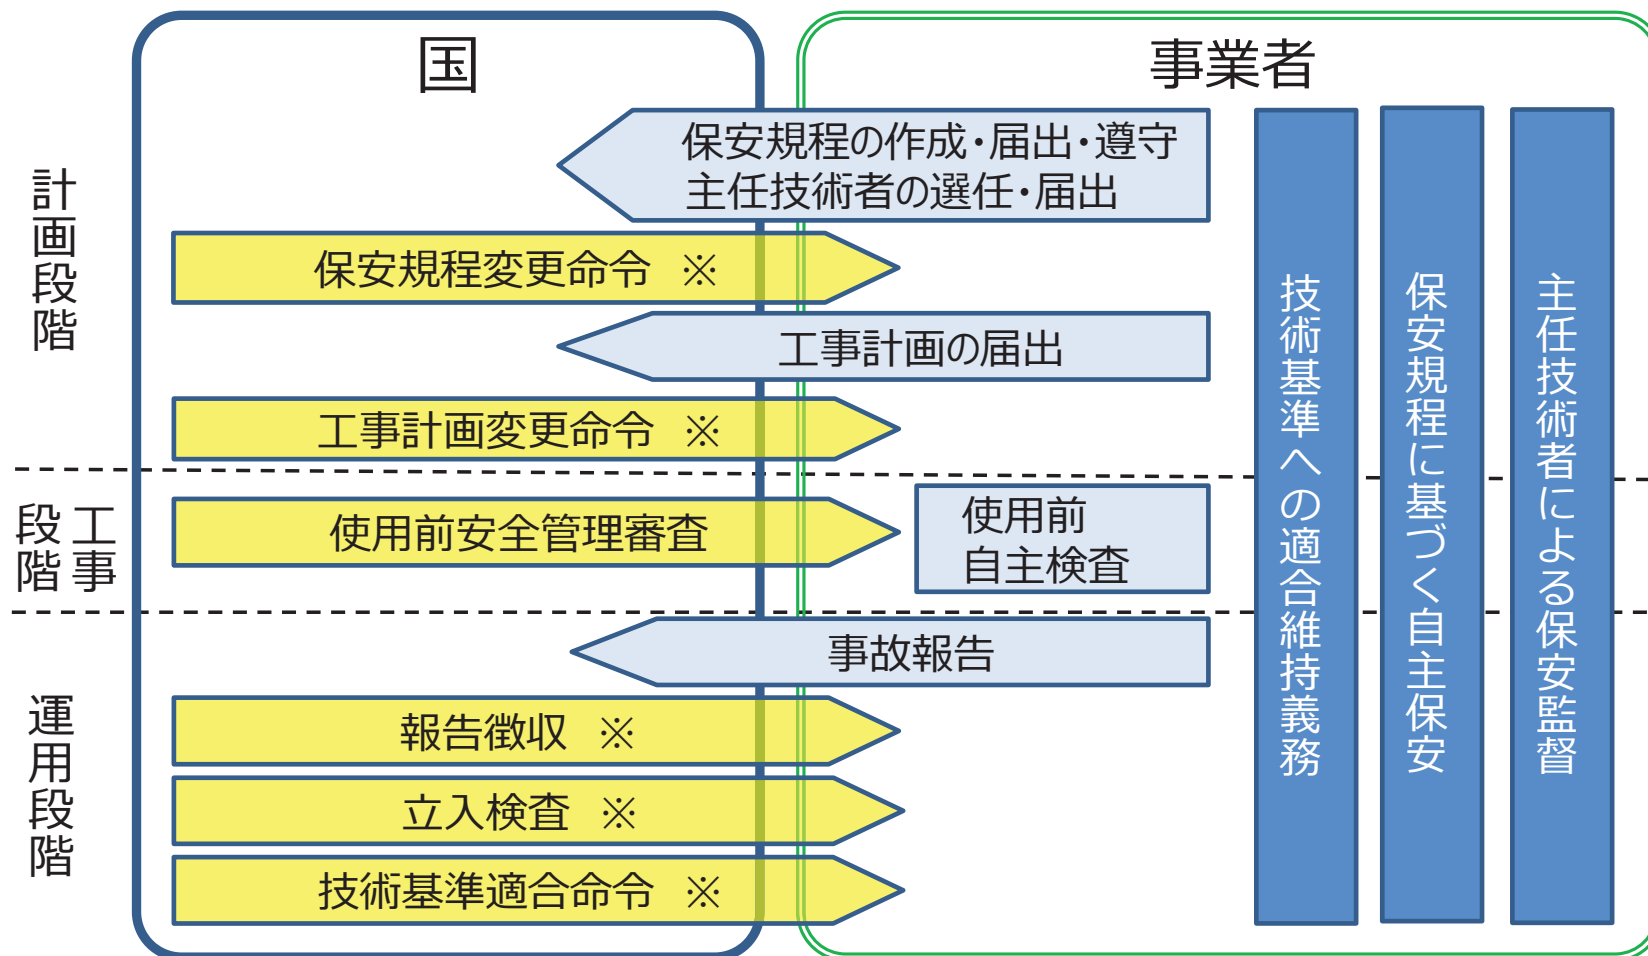 国
事業者
計画段階
保安規程の作成・届出・遵守
主任技術者の選任・届出
保安規程変更命令 ※
工事計画の届出
工事計画変更命令 ※
工事
段階
使用前安全管理審査
使用前
自主検査
運用段階
事故報告
報告徴収 ※
立入検査 ※
技術基準適合命令 ※
技術基準への適合維持義務
保安規程に基づく自主保安
主任技術者による保安監督